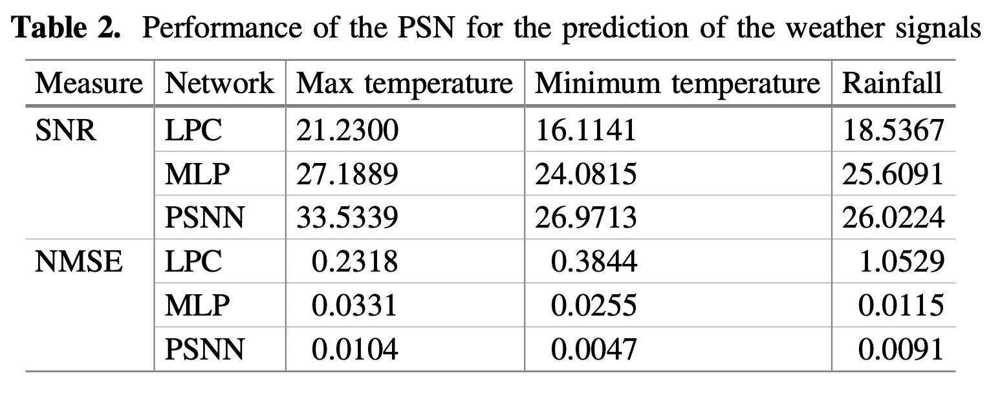 Table 2. Performance of the PSN for the prediction of the weather signals
Measure Network Max temperature Minimum temperature Rainfall
SNR LPC 21.2300 16.1141 18.5367
MLP 27.1889 24.0815 25.6091
PSNN 33.5339 26.9713 26.0224
NMSE LPC 0.2318 0.3844 1.0529
MLP 0.0331 0.0255 0.0115
PSNN 0.0104 0.0047 0.0091